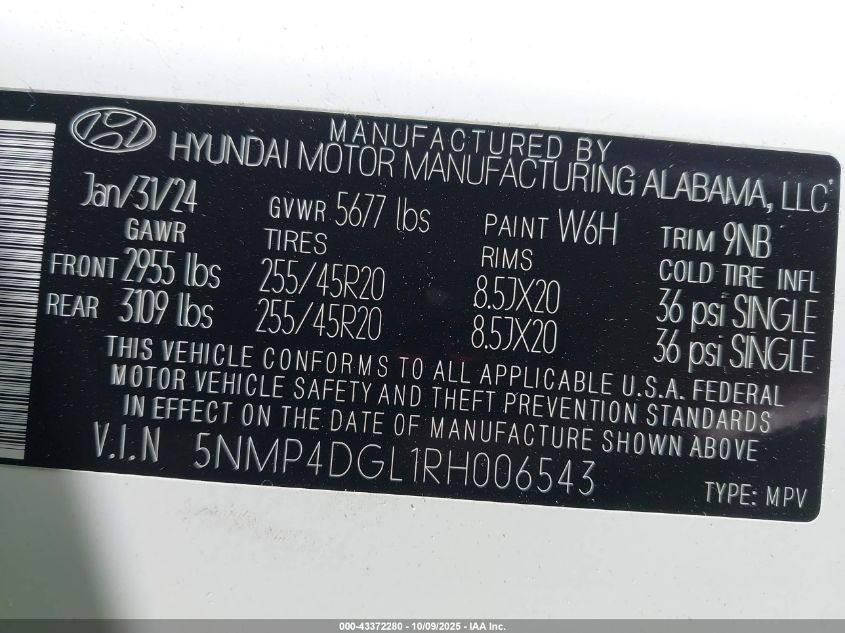 MANUFACTURED BY
HYUNDAI MOTOR MANUFACTURING ALABAMA, LLC
Jan/31/24 GVWR 5677 lbs PAINT W6H TRIM 9NB
GAWR TIRES RIMS COLD TIRE INFL
FRONT 2955 lbs 255/45R20 8.5JX20 36 psi SINGLE
REAR 3109 lbs 255/45R20 8.5JX20 36 psi SINGLE
THIS VEHICLE CONFORMS TO ALL APPLICABLE U.S.A. FEDERAL
MOTOR VEHICLE SAFETY AND THEFT PREVENTION STANDARDS
IN EFFECT ON THE DATE OF MANUFACTURE SHOWN ABOVE
V.I.N 5NMP4DGL1RH006543
TYPE: MPV
000-43372280 - 10/09/2025 - IAA Inc.